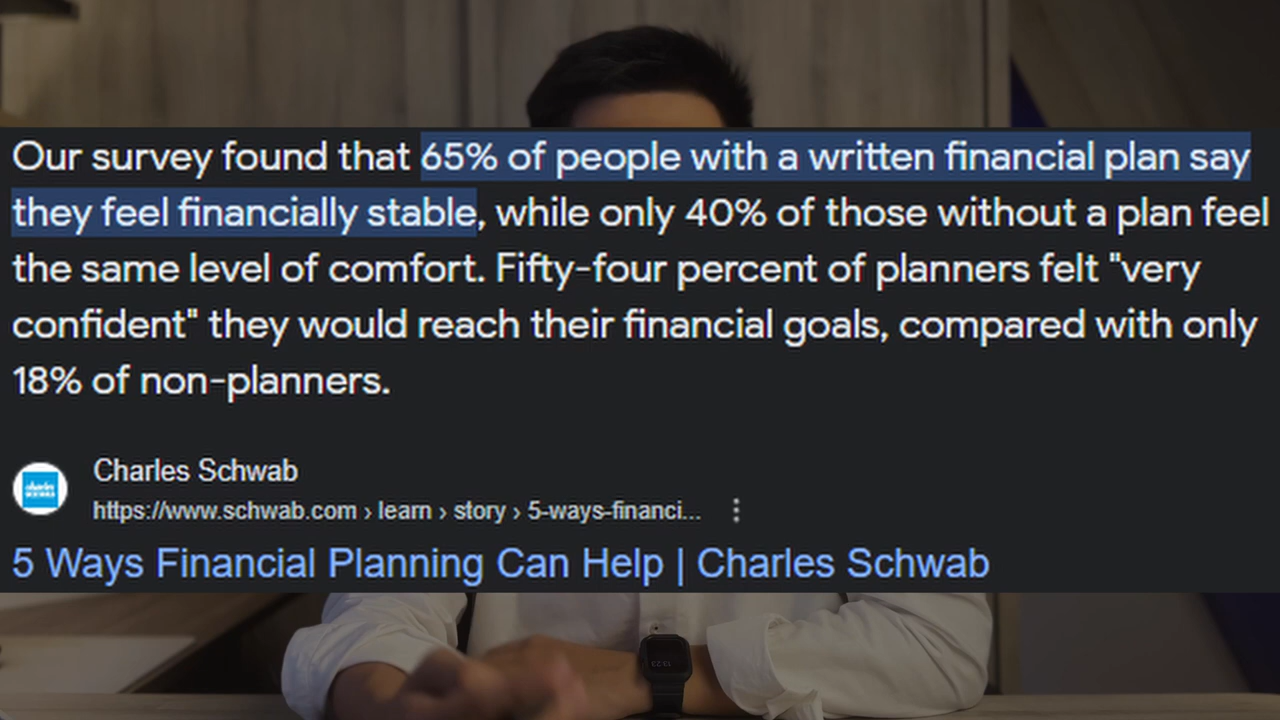 Our survey found that 65% of people with a written financial plan say
they feel financially stable, while only 40% of those without a plan feel
the same level of comfort. Fifty-four percent of planners felt "very
confident" they would reach their financial goals, compared with only
18% of non-planners.
Charles Schwab
charles
SCHWAB
https://www.schwab.com › learn › story › 5-ways-financi...
5 Ways Financial Planning Can Help | Charles Schwab